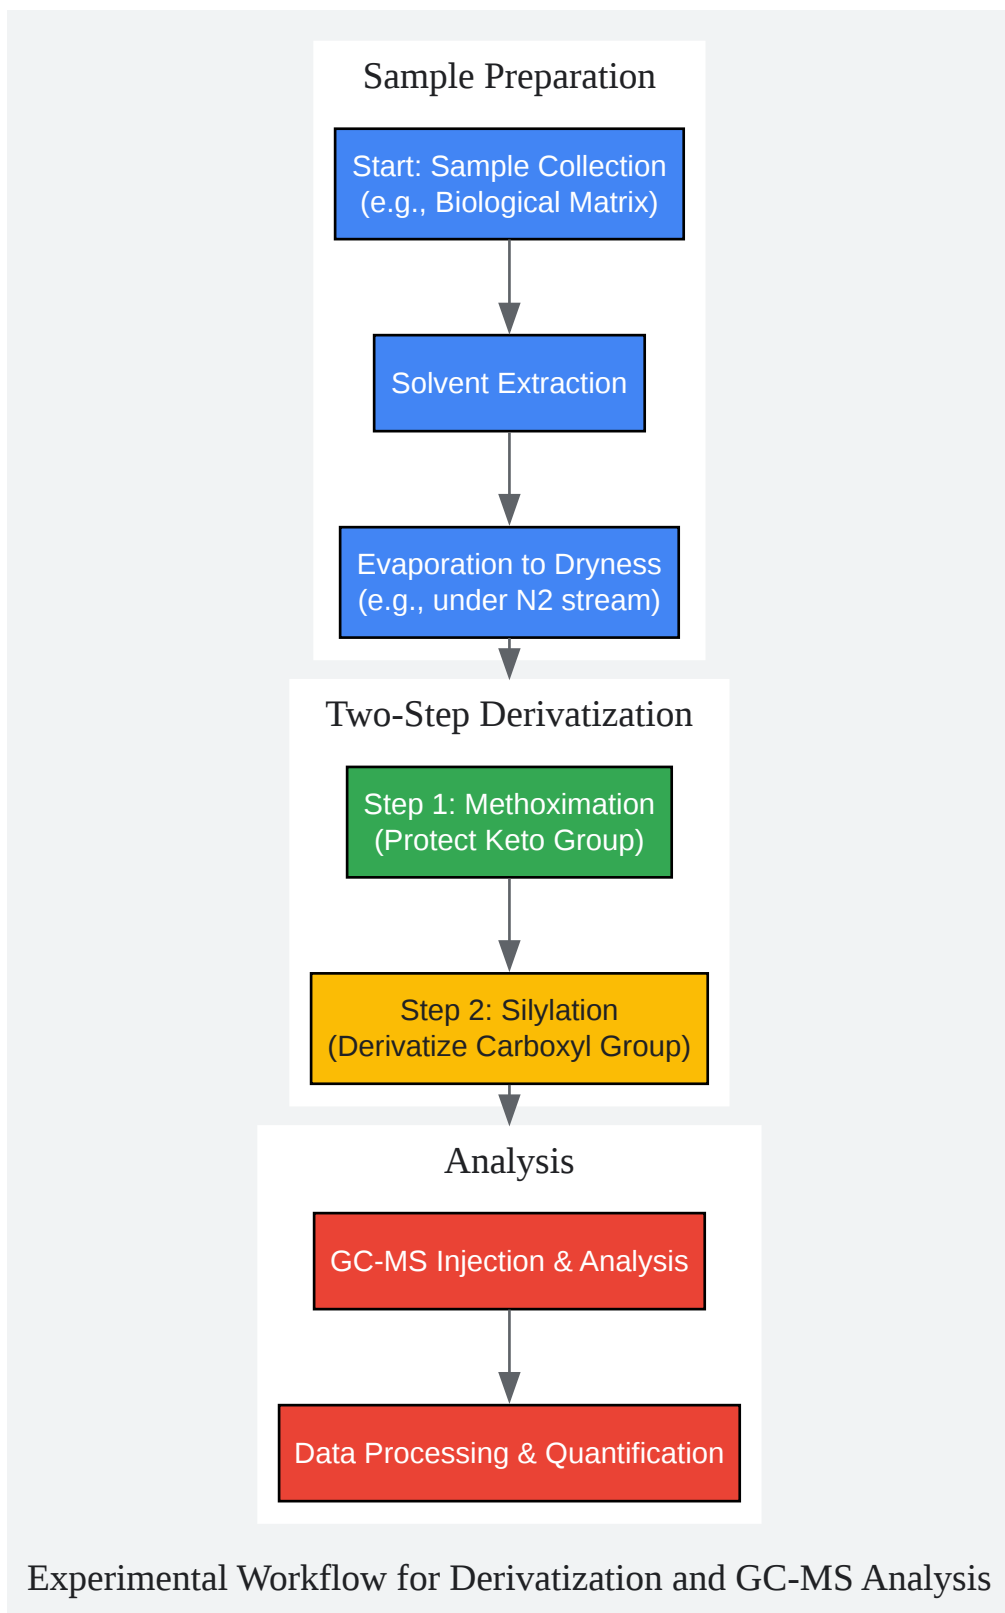 Sample Preparation
Start: Sample Collection
(e.g., Biological Matrix)
Solvent Extraction
Evaporation to Dryness
(e.g., under N2 stream)
Two-Step Derivatization
Step 1: Methoximation
(Protect Keto Group)
Step 2: Silylation
(Derivatize Carboxyl Group)
Analysis
GC-MS Injection & Analysis
Data Processing & Quantification
Experimental Workflow for Derivatization and GC-MS Analysis